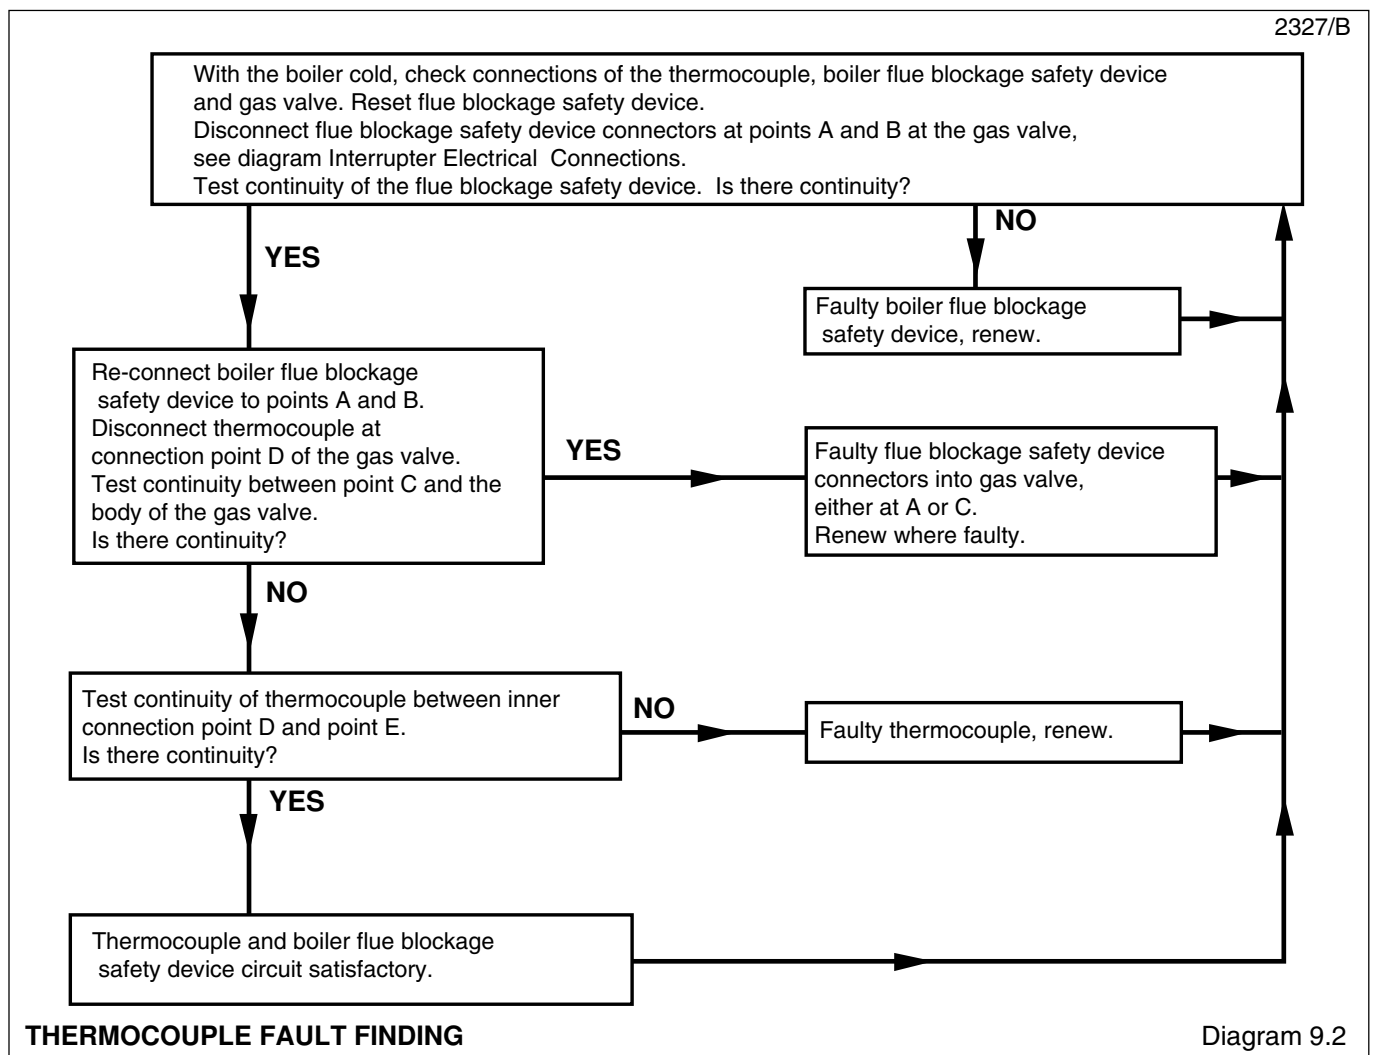 2327/B
With the boiler cold, check connections of the thermocouple, boiler flue blockage safety device
and gas valve. Reset flue blockage safety device.
Disconnect flue blockage safety device connectors at points A and B at the gas valve,
see diagram Interrupter Electrical Connections.
Test continuity of the flue blockage safety device. Is there continuity?
NO
YES
Faulty boiler flue blockage
safety device, renew.
Re-connect boiler flue blockage
safety device to points A and B.
Disconnect thermocouple at
connection point D of the gas valve.
Test continuity between point C and the
body of the gas valve.
Is there continuity?
YES
Faulty flue blockage safety device
connectors into gas valve,
either at A or C.
Renew where faulty.
NO
Test continuity of thermocouple between inner
connection point D and point E.
Is there continuity?
NO
Faulty thermocouple, renew.
YES
Thermocouple and boiler flue blockage
safety device circuit satisfactory.
THERMOCOUPLE FAULT FINDING
Diagram 9.2